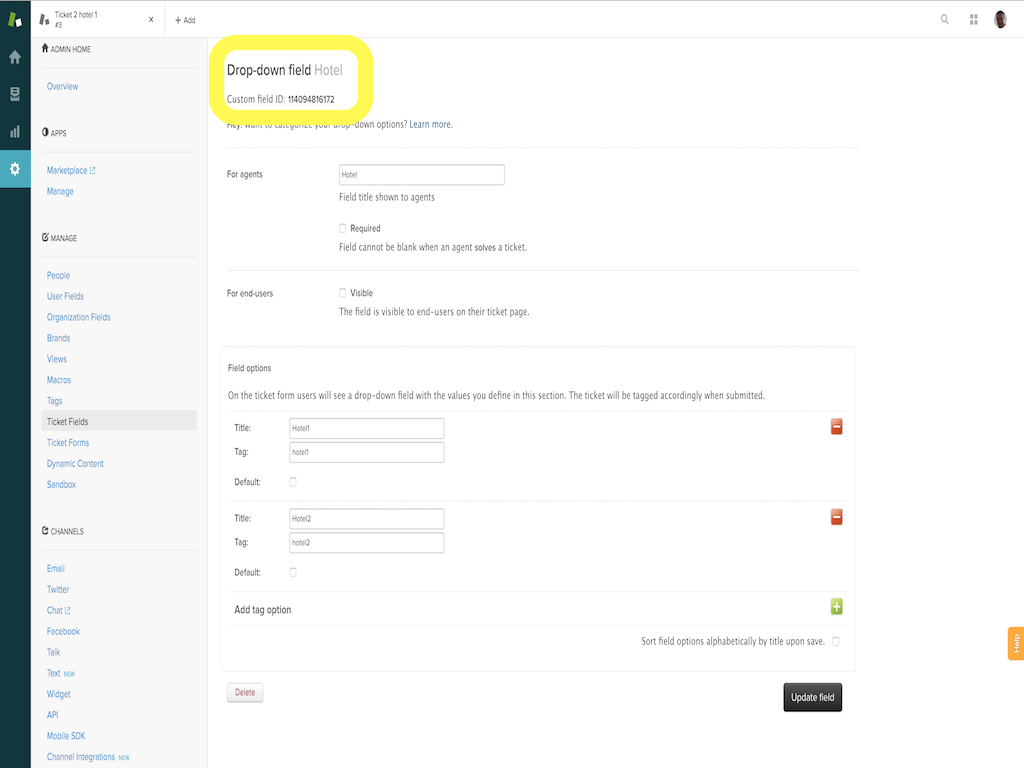 Ticket 2 hotel 1
#3
x
+ Add
ADMIN HOME
Overview
APPS
Marketplace
Manage
MANAGE
People
User Fields
Organization Fields
Brands
Views
Macros
Tags
Ticket Fields
Ticket Forms
Dynamic Content
Sandbox
CHANNELS
Email
Twitter
Chat
Facebook
Talk
Text NEW
Widget
API
Mobile SDK
Channel Integrations NEW
Drop-down field Hotel
Custom field ID: 114094816172
Hey! Want to categorize your drop-down options? Learn more.
For agents
Hotel
Field title shown to agents
Required
Field cannot be blank when an agent solves a ticket.
For end-users
Visible
The field is visible to end-users on their ticket page.
Field options
On the ticket form users will see a drop-down field with the values you define in this section. The ticket will be tagged accordingly when submitted.
Title: Hotel1
Tag: hotel1
Default:
Title: Hotel2
Tag: hotel2
Default:
Add tag option
Sort field options alphabetically by title upon save.
Delete
Update field
Help